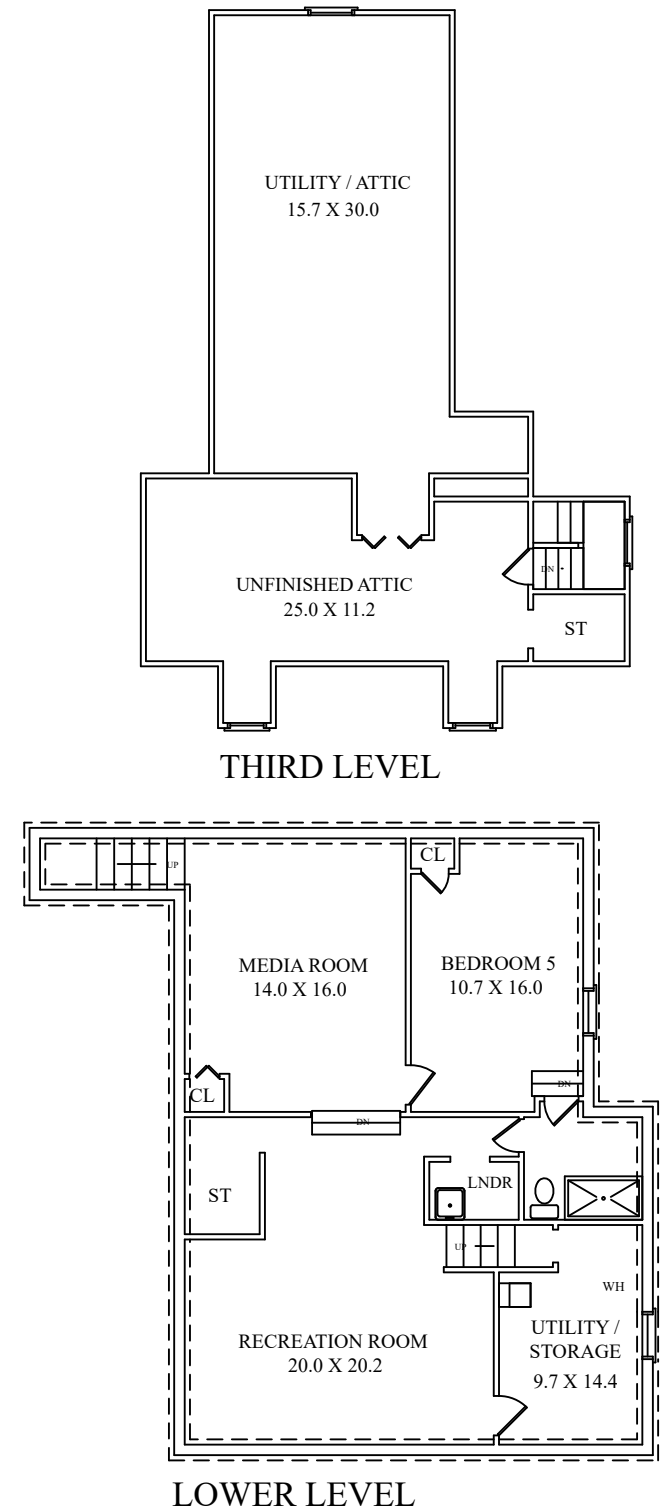 UTILITY / ATTIC
15.7 X 30.0
DN
UNFINISHED ATTIC
25.0 X 11.2
ST
THIRD LEVEL
CL
UP
MEDIA ROOM
14.0 X 16.0
BEDROOM 5
10.7 X 16.0
DN
CL
DN
ST
LNDR
UP
WH
RECREATION ROOM
20.0 X 20.2
UTILITY /
STORAGE
9.7 X 14.4
LOWER LEVEL